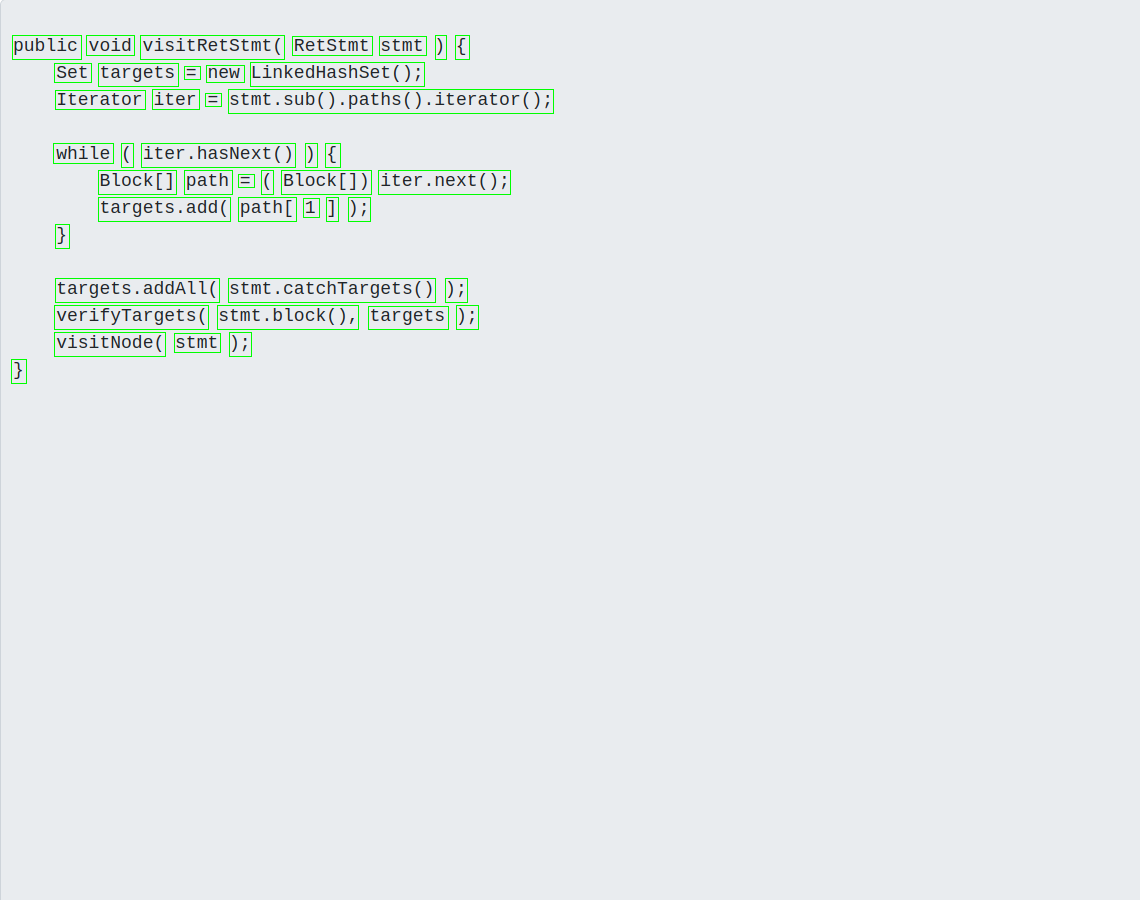 public void visitRetStmt( RetStmt stmt ) {
    Set targets = new LinkedHashSet();
    Iterator iter = stmt.sub().paths().iterator();

    while ( iter.hasNext() ) {
        Block[] path = ( Block[]) iter.next();
        targets.add( path[ 1 ] );
    }

    targets.addAll( stmt.catchTargets() );
    verifyTargets( stmt.block(), targets );
    visitNode( stmt );
}